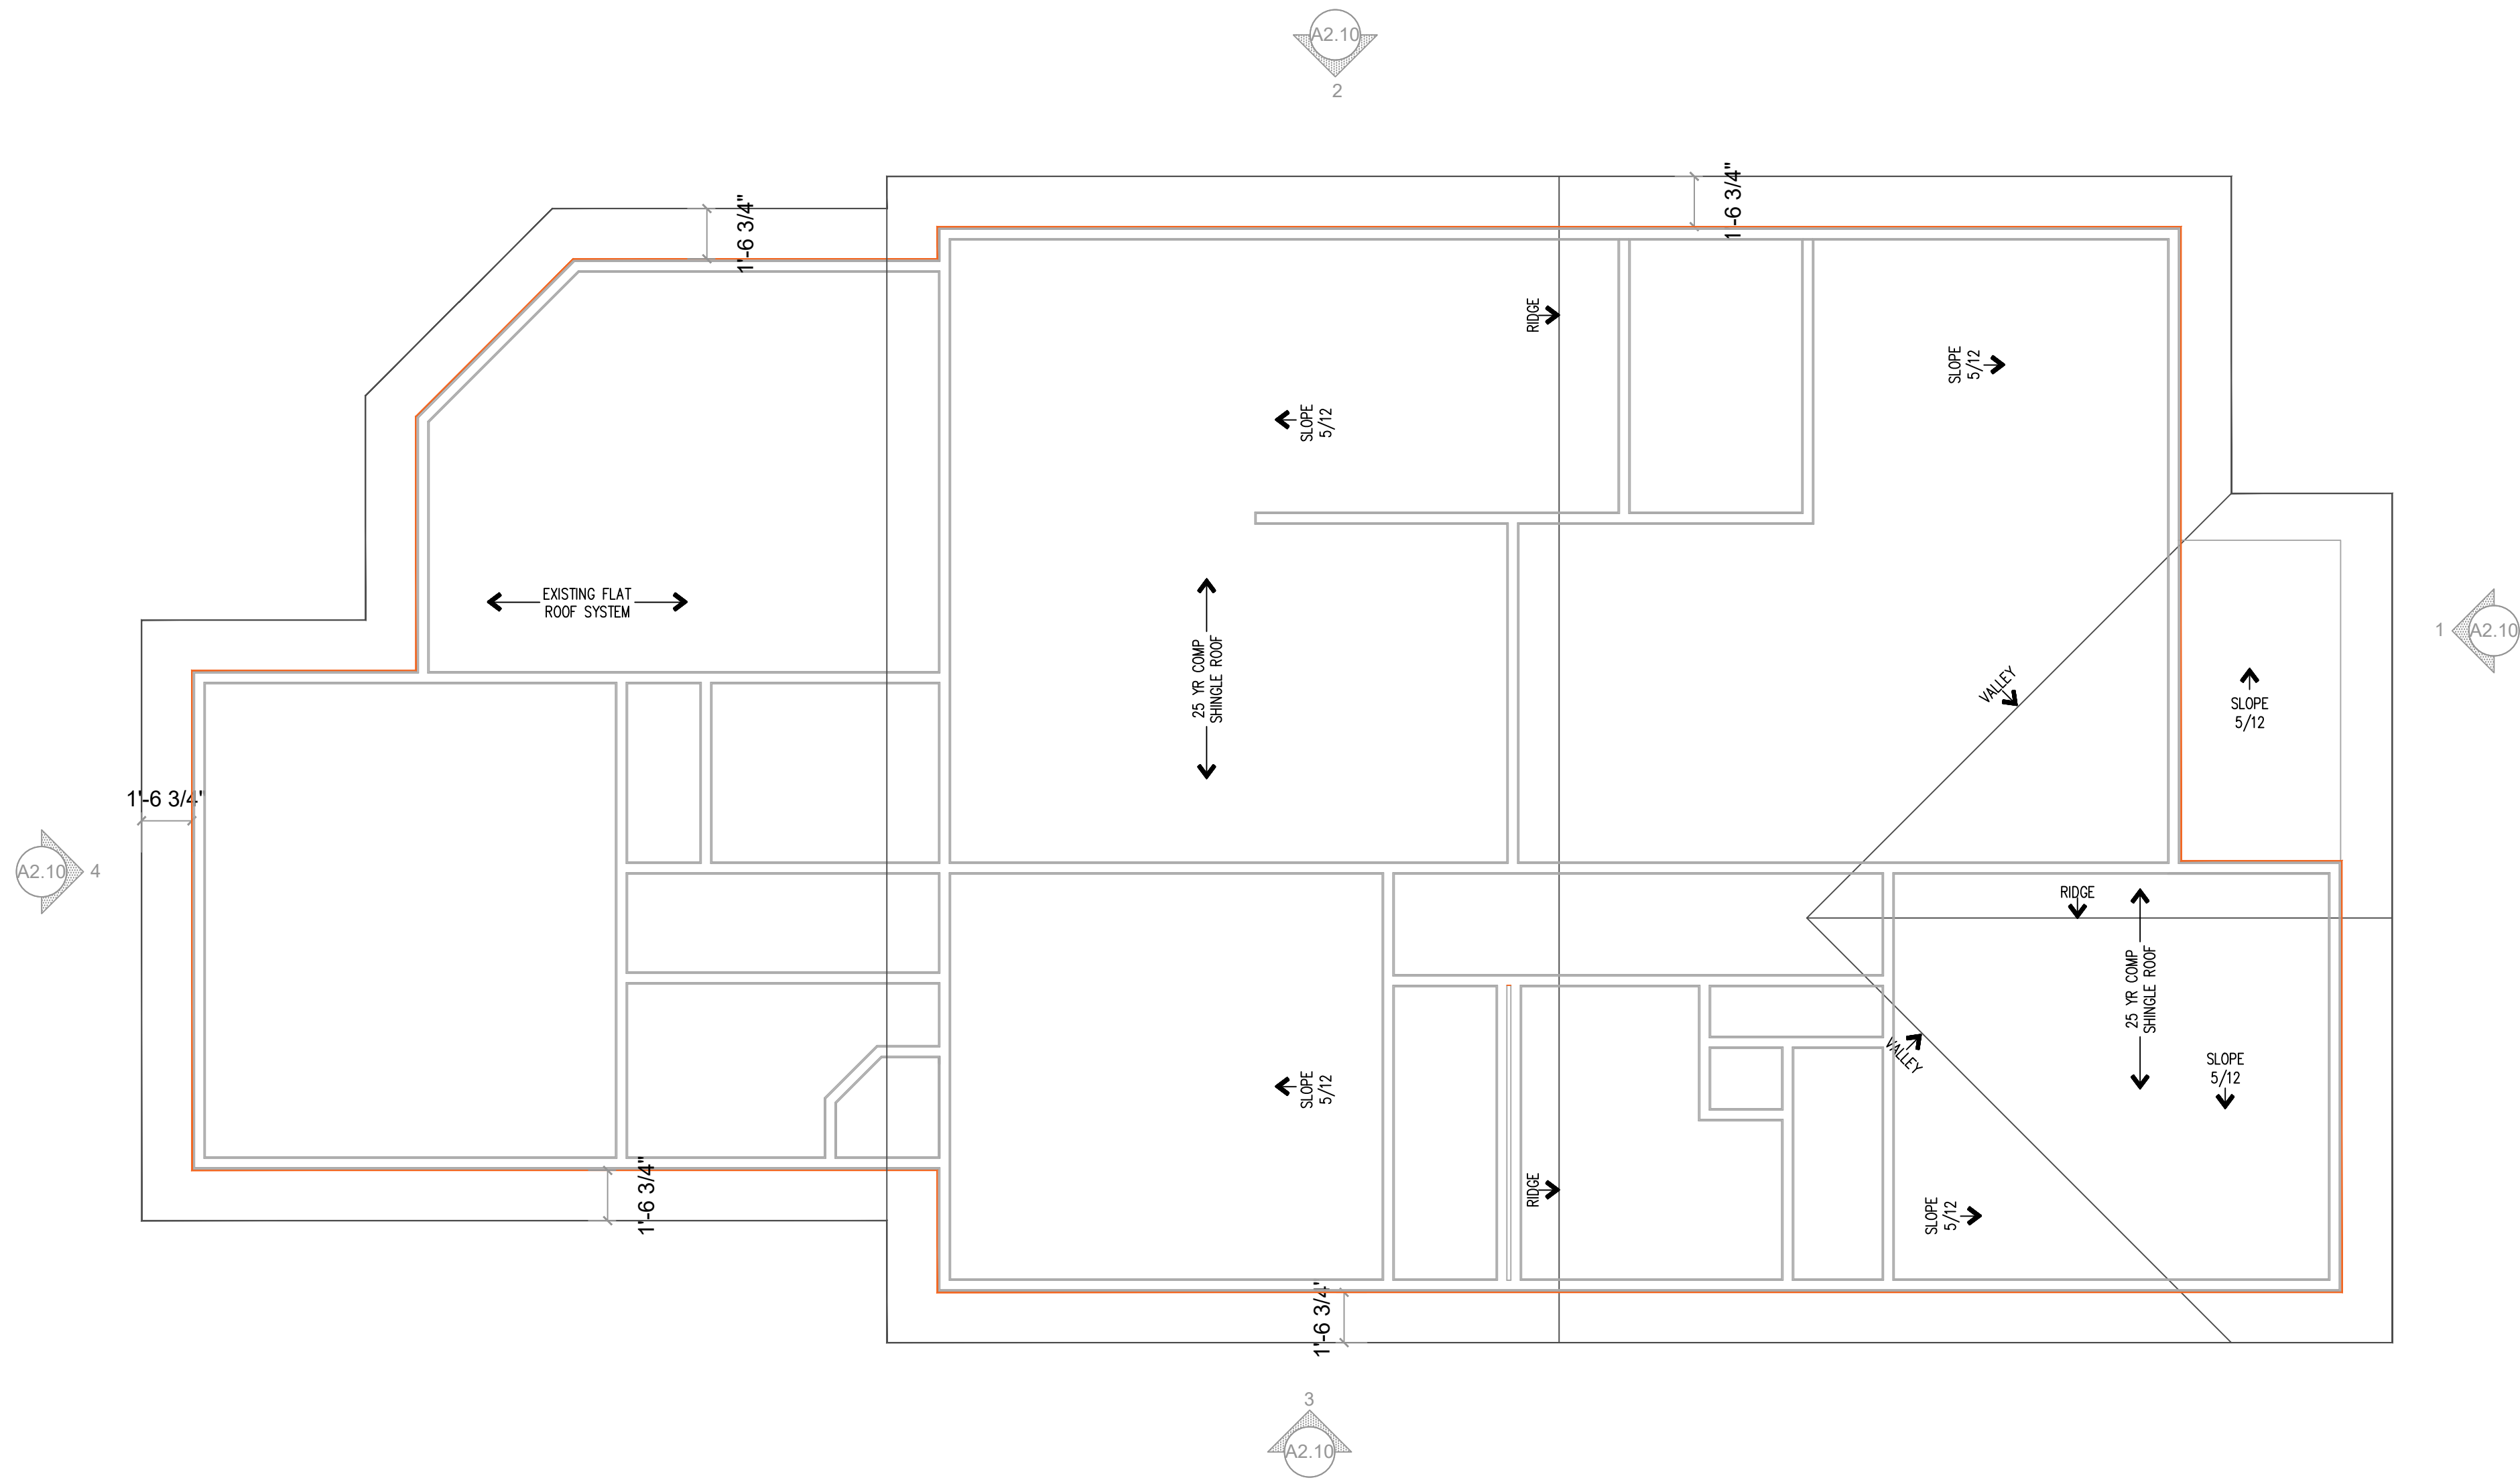 A2.10
2
1'-6 3/4"
1'-6 3/4"
RIDGE
SLOPE
5/12
SLOPE
5/12
EXISTING FLAT
ROOF SYSTEM
25 YR COMP
SHINGLE ROOF
VALLEY
SLOPE
5/12
1
A2.10
1'-6 3/4"
A2.10
4
RIDGE
25 YR COMP
SHINGLE ROOF
VALLEY
SLOPE
5/12
SLOPE
5/12
RIDGE
SLOPE
5/12
1'-6 3/4"
1'-6 3/4"
3
A2.10